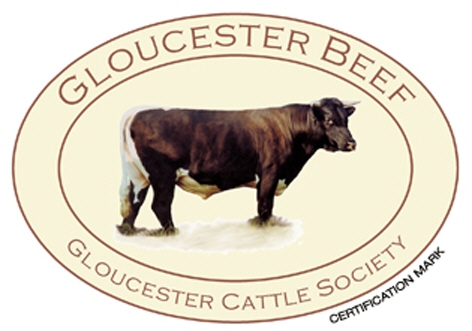 GLOUCESTER BEEF
GLOUCESTER CATTLE SOCIETY
CERTIFICATION MARK